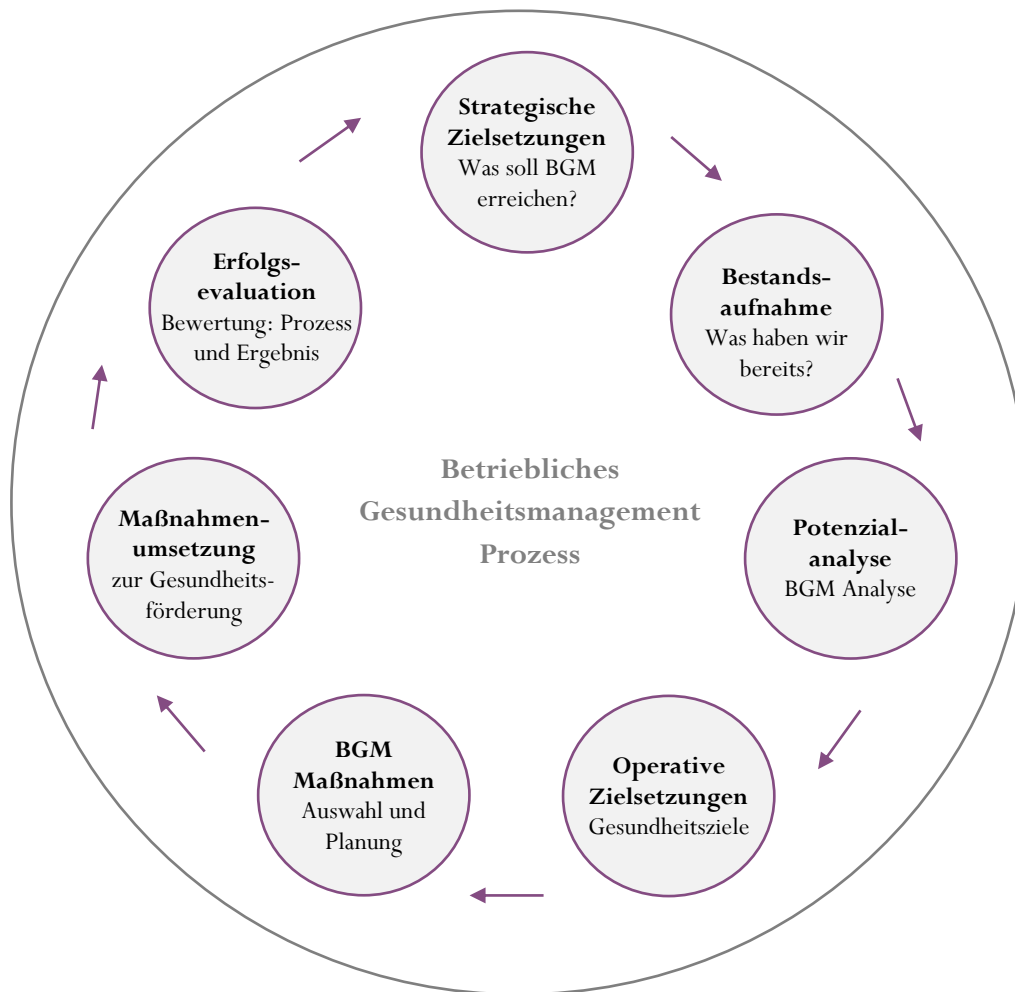 Strategische
Zielsetzungen
Was soll BGM
erreichen?
Bestands-
aufnahme
Was haben wir
bereits?
Potenzial-
analyse
BGM Analyse
Operative
Zielsetzungen
Gesundheitsziele
BGM
Maßnahmen
Auswahl und
Planung
Maßnahmen-
umsetzung
zur Gesundheits-
förderung
Erfolgs-
evaluation
Bewertung: Prozess
und Ergebnis
Betriebliches
Gesundheitsmanagement
Prozess